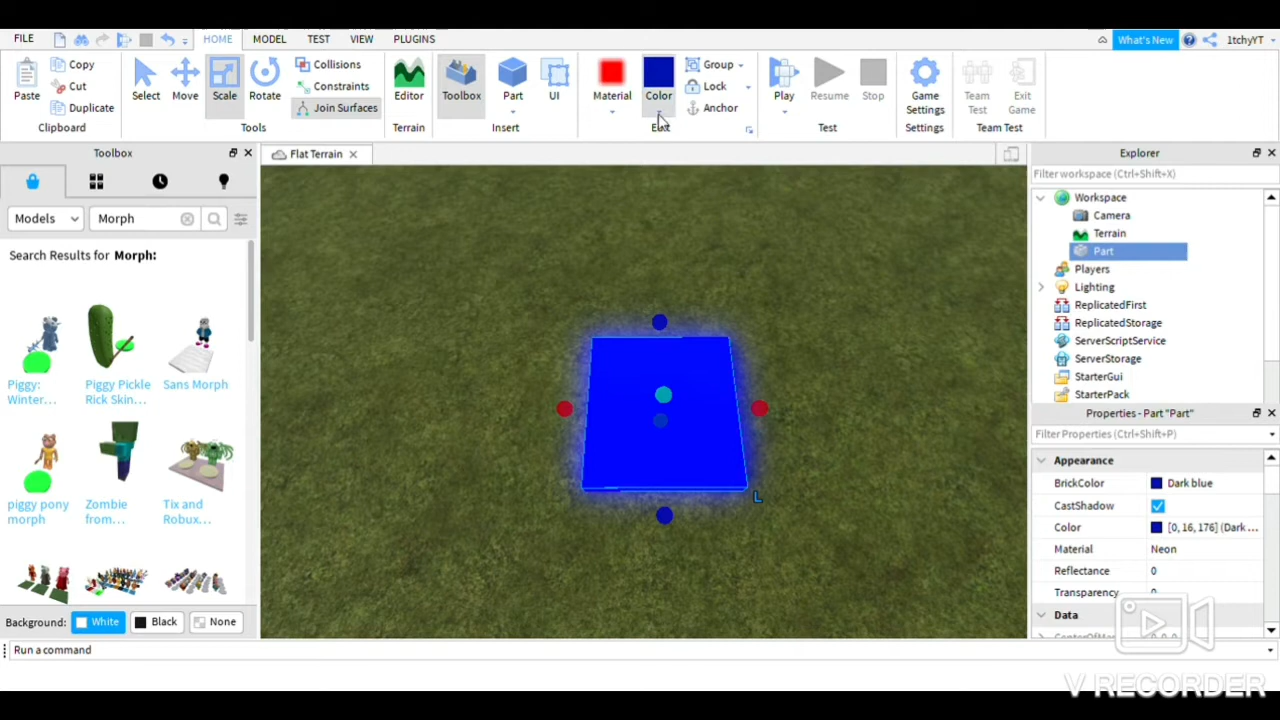 FILE HOME MODEL TEST VIEW PLUGINS What's New 1tchyYT
Paste Copy Cut Duplicate Select Move Scale Rotate Collisions Constraints Join Surfaces Editor Toolbox Part UI Material Color Group Lock Anchor Play Resume Stop Game Settings Team Test Exit Game
Clipboard Tools Terrain Insert Edit Test Settings Team Test
Toolbox
Models Morph
Search Results for Morph:
Piggy: Winter...
Piggy Pickle Rick Skin...
Sans Morph
piggy pony morph
Zombie from...
Tix and Robux...
Background: White Black None
Run a command
Flat Terrain
L
Explorer
Filter workspace (Ctrl+Shift+X)
Workspace
Camera
Terrain
Part
Players
Lighting
ReplicatedFirst
ReplicatedStorage
ServerScriptService
ServerStorage
StarterGui
StarterPack
Properties - Part "Part"
Filter Properties (Ctrl+Shift+P)
Appearance
BrickColor Dark blue
CastShadow
Color [0, 16, 176] (Dark ...
Material Neon
Reflectance 0
Transparency 0
Data
V RECORDER